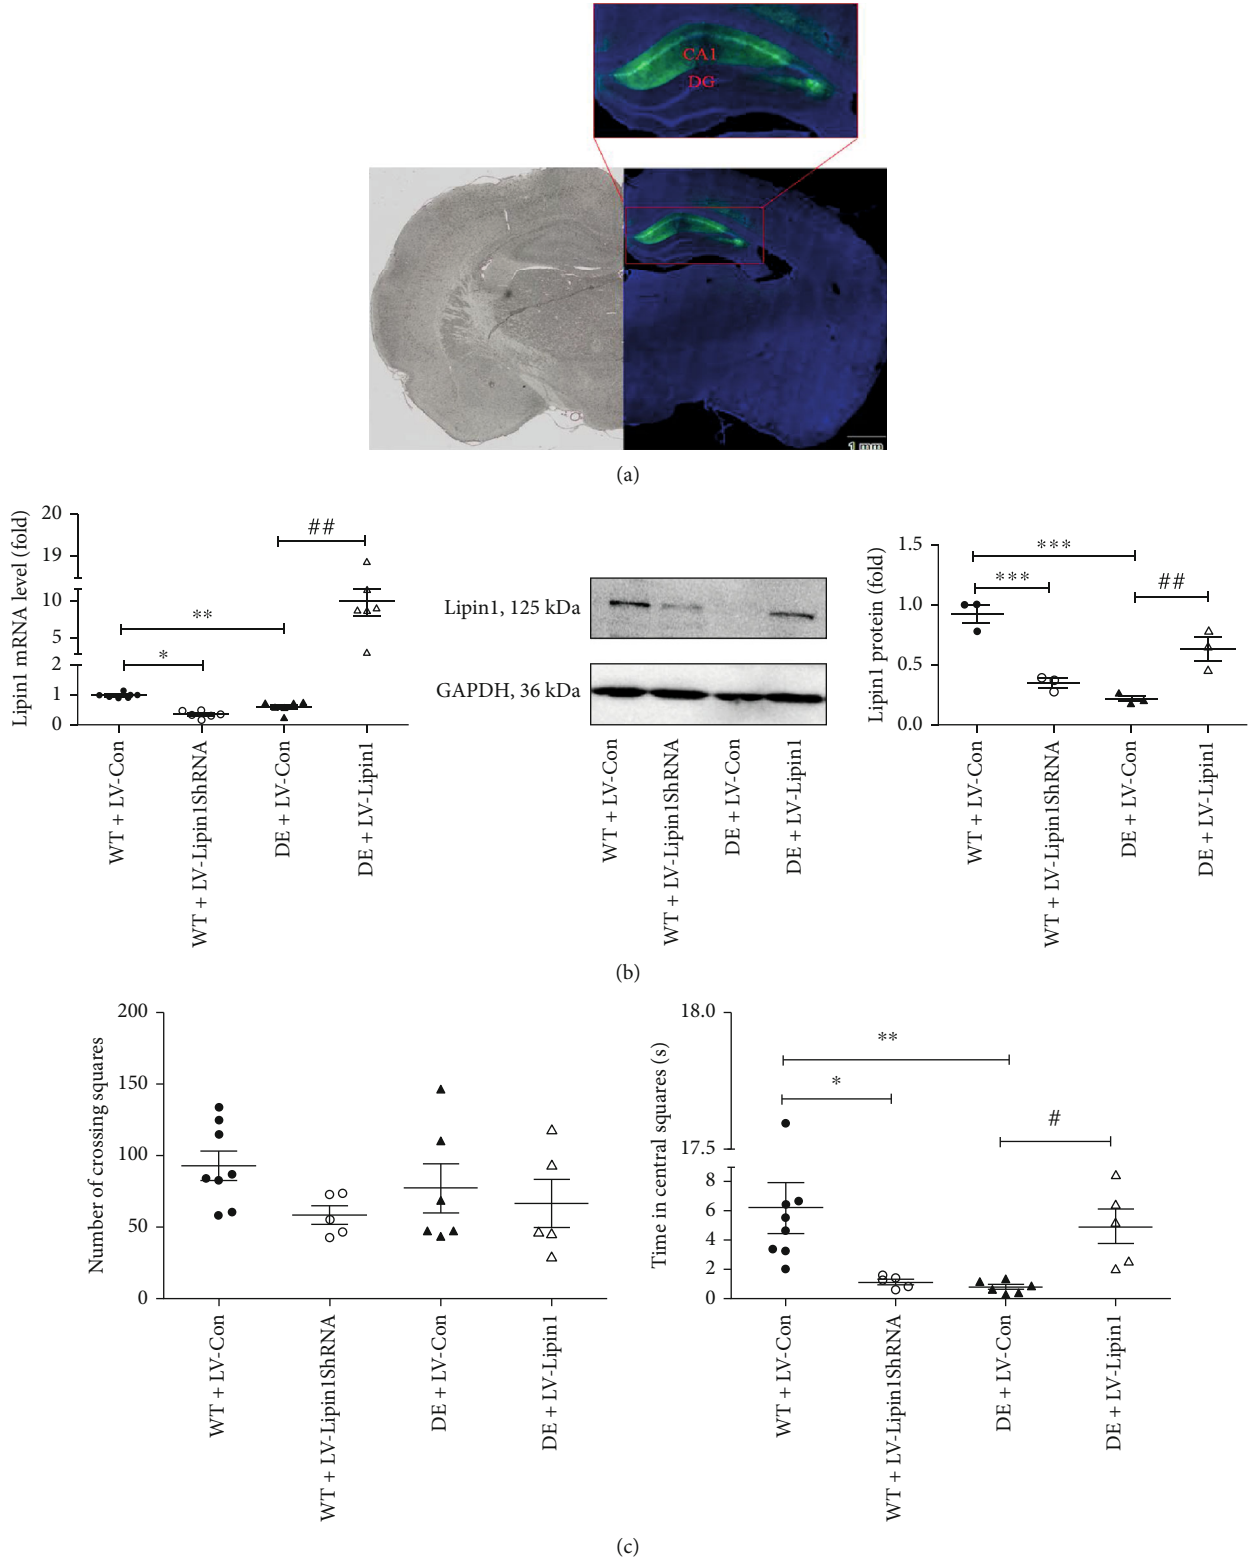 CA1
DG
1 mm
(a)
Lipin1 mRNA level (fold)
20
19
10
5
2
1
0
*
**
##
WT + LV-Con
WT + LV-Lipin1ShRNA
DE + LV-Con
DE + LV-Lipin1
Lipin1, 125 kDa
GAPDH, 36 kDa
WT + LV-Con
WT + LV-Lipin1ShRNA
DE + LV-Con
DE + LV-Lipin1
Lipin1 protein (fold)
1.5
1.0
0.5
0.0
***
***
##
WT + LV-Con
WT + LV-Lipin1ShRNA
DE + LV-Con
DE + LV-Lipin1
(b)
Number of crossing squares
200
150
100
50
0
WT + LV-Con
WT + LV-Lipin1ShRNA
DE + LV-Con
DE + LV-Lipin1
Time in central squares (s)
18.0
17.5
8
6
4
2
0
**
*
#
WT + LV-Con
WT + LV-Lipin1ShRNA
DE + LV-Con
DE + LV-Lipin1
(c)